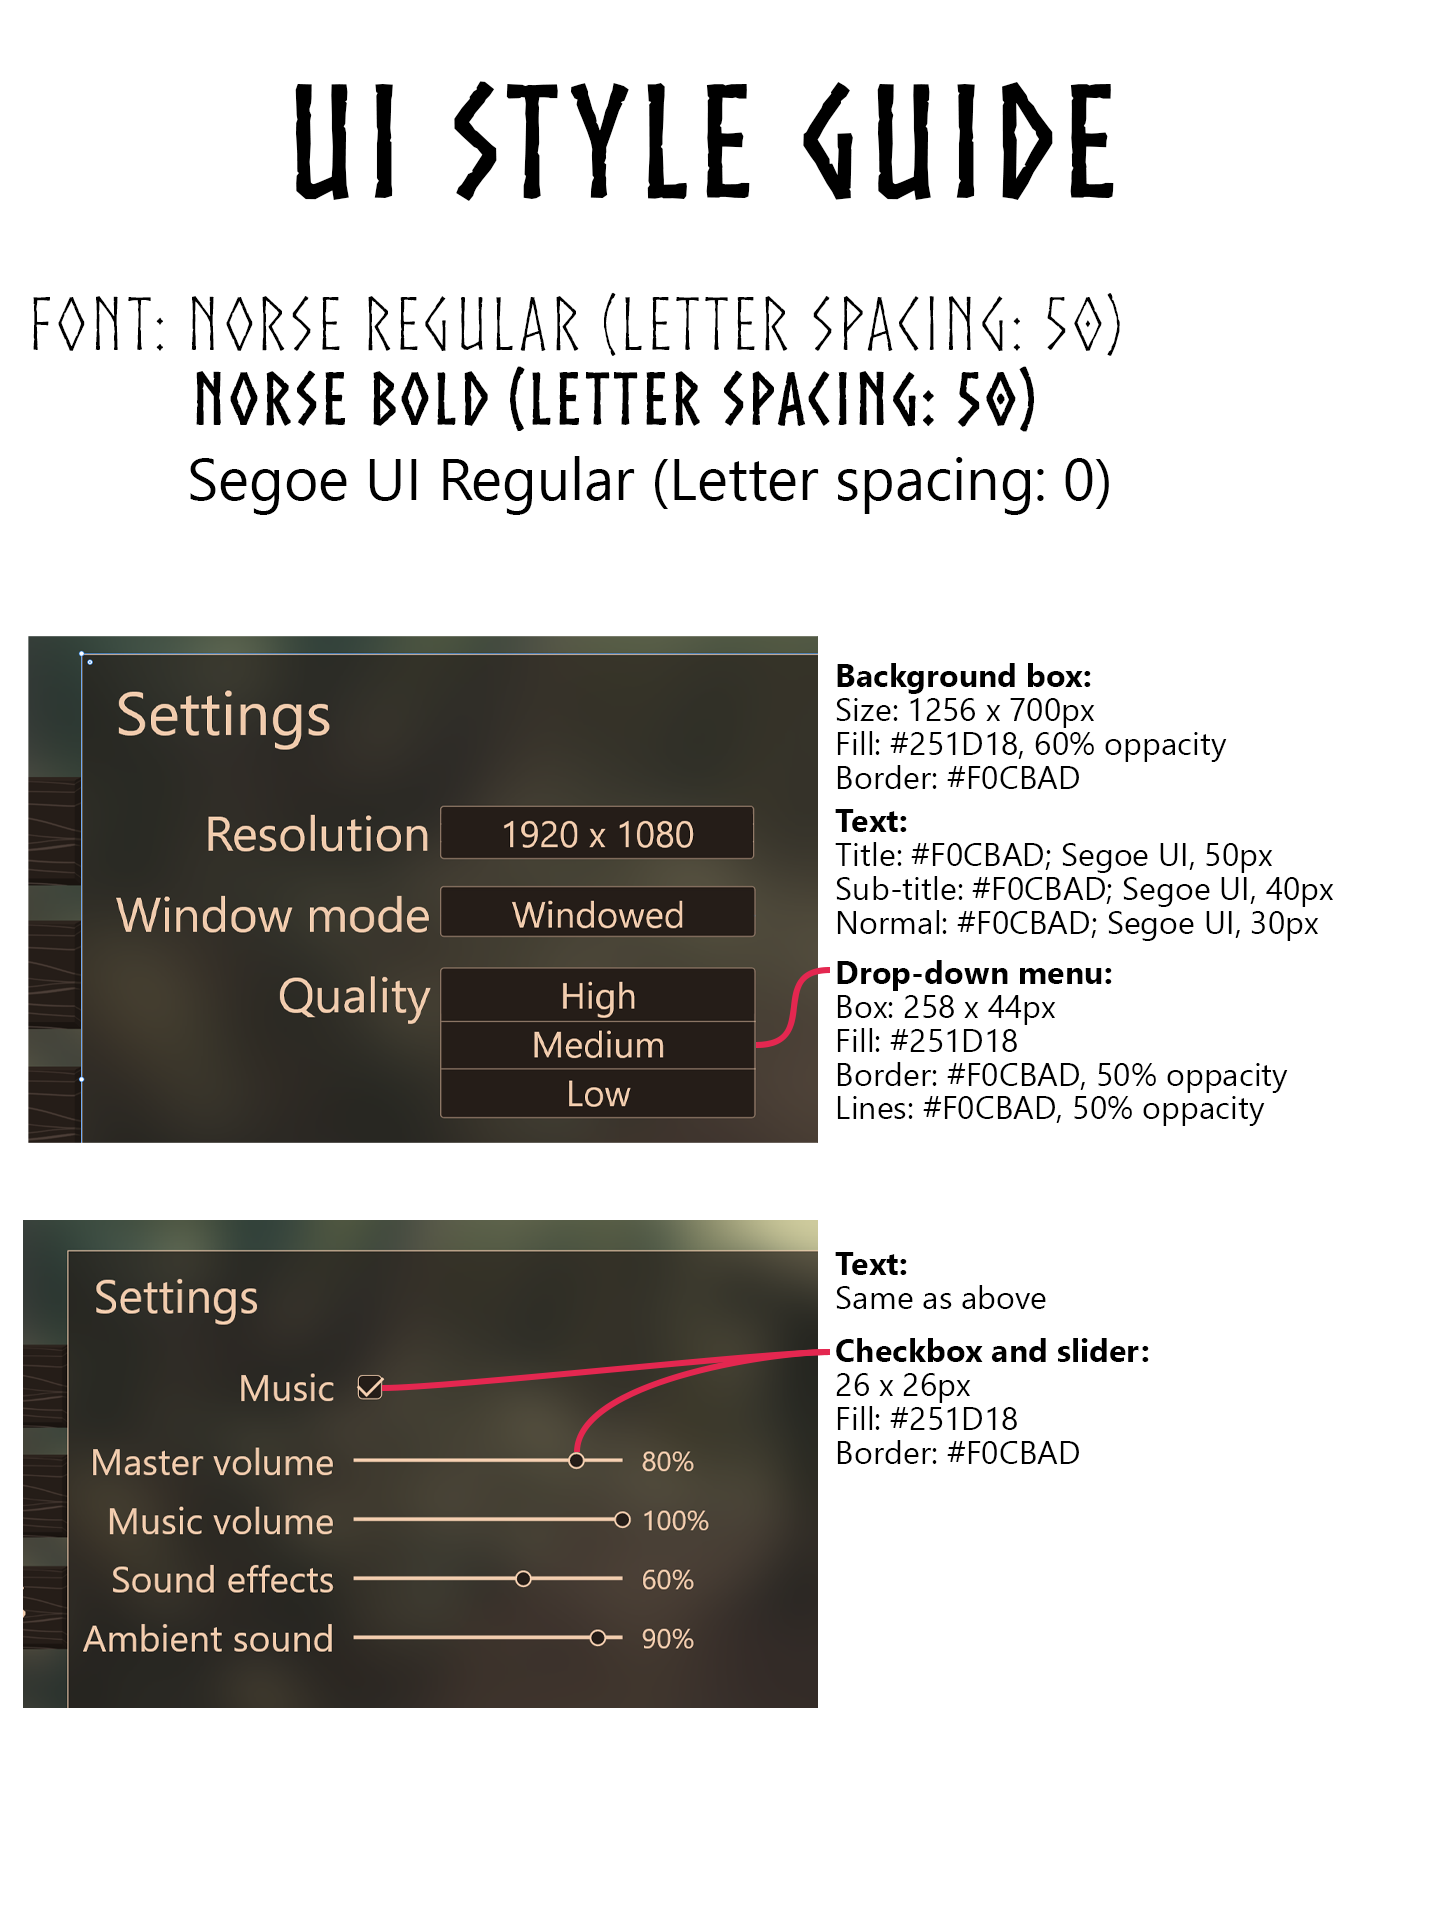 UI STYLE GUIDE
FONT: NORSE REGULAR (LETTER SPACING: 50)
NORSE BOLD (LETTER SPACING: 50)
Segoe UI Regular (Letter spacing: 0)
Settings
Resolution 1920 x 1080
Window mode Windowed
Quality High
Medium
Low
Background box:
Size: 1256 x 700px
Fill: #251D18, 60% oppacity
Border: #F0CBAD
Text:
Title: #F0CBAD; Segoe UI, 50px
Sub-title: #F0CBAD; Segoe UI, 40px
Normal: #F0CBAD; Segoe UI, 30px
Drop-down menu:
Box: 258 x 44px
Fill: #251D18
Border: #F0CBAD, 50% oppacity
Lines: #F0CBAD, 50% oppacity
Settings
Music
Master volume 80%
Music volume 100%
Sound effects 60%
Ambient sound 90%
Text:
Same as above
Checkbox and slider:
26 x 26px
Fill: #251D18
Border: #F0CBAD